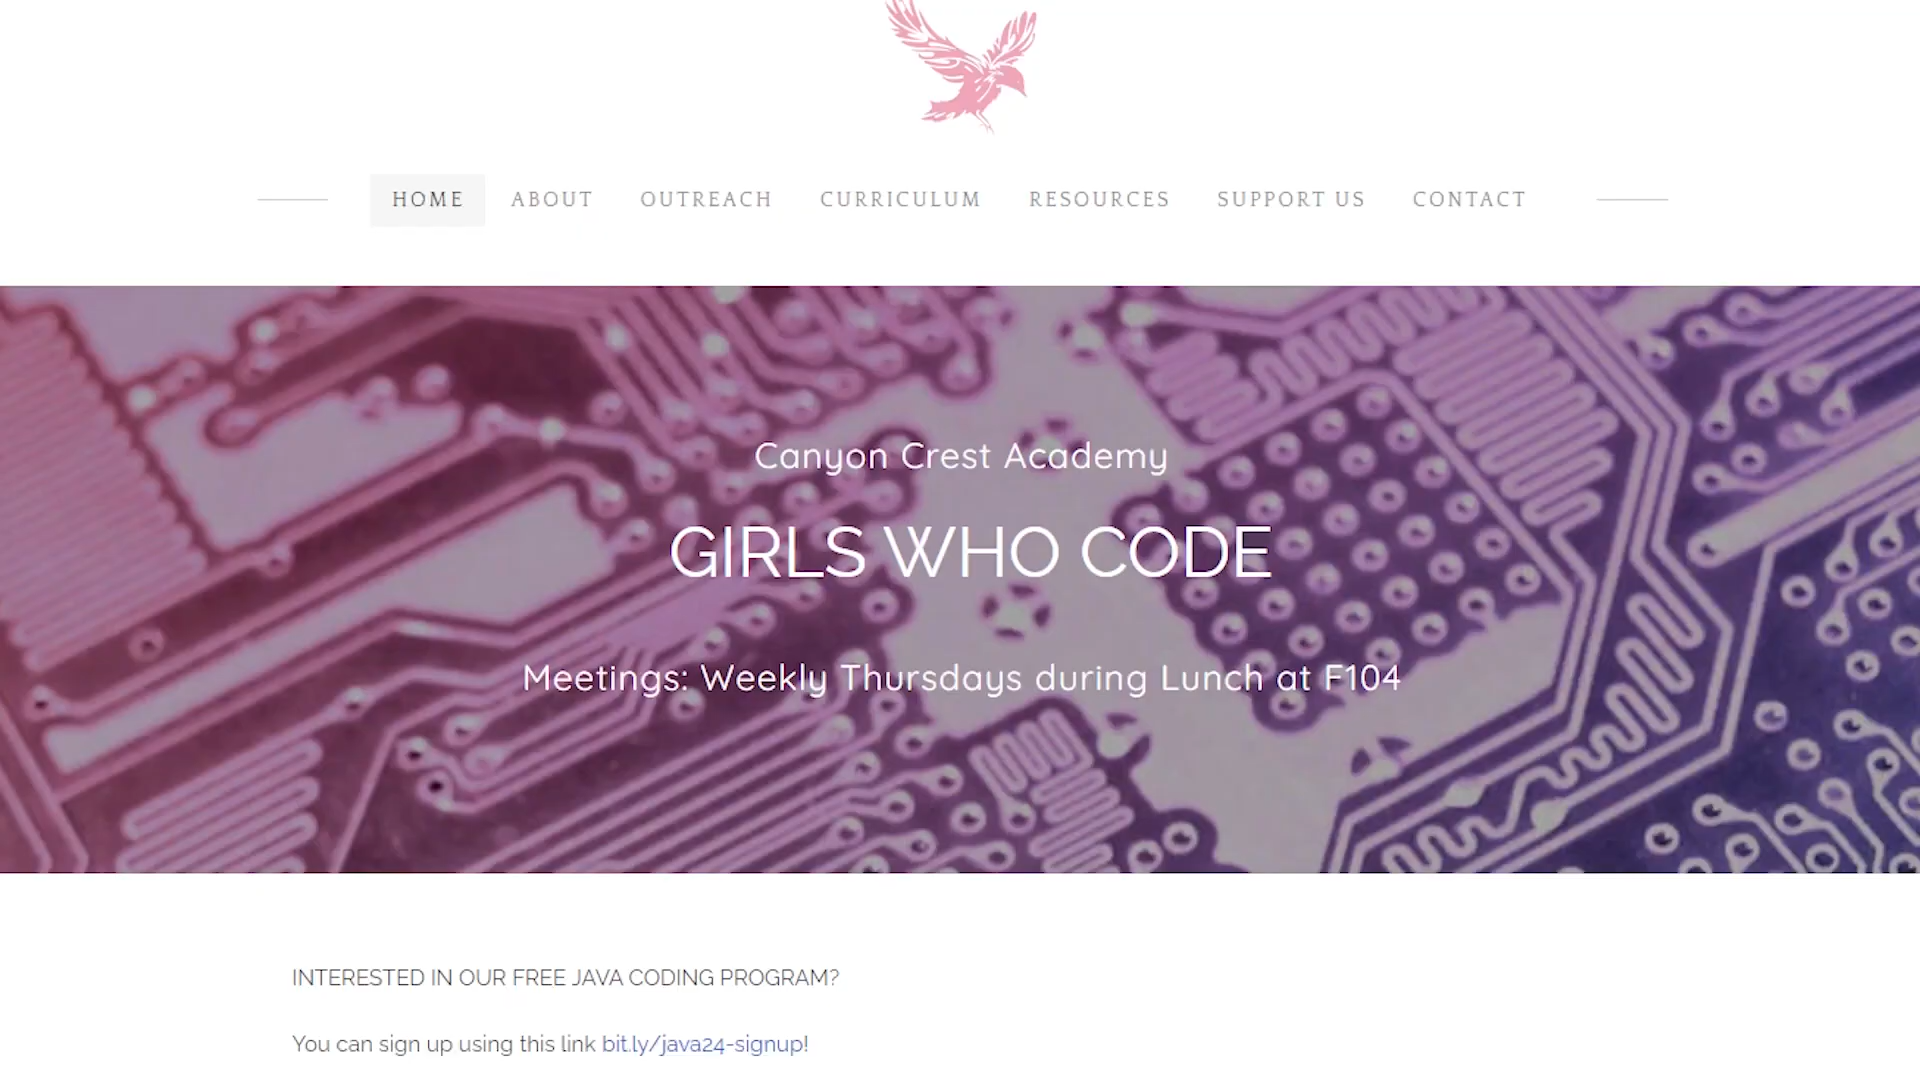 HOME ABOUT OUTREACH CURRICULUM RESOURCES SUPPORT US CONTACT
Canyon Crest Academy
GIRLS WHO CODE
Meetings: Weekly Thursdays during Lunch at F104
INTERESTED IN OUR FREE JAVA CODING PROGRAM?
You can sign up using this link bit.ly/java24-signup!